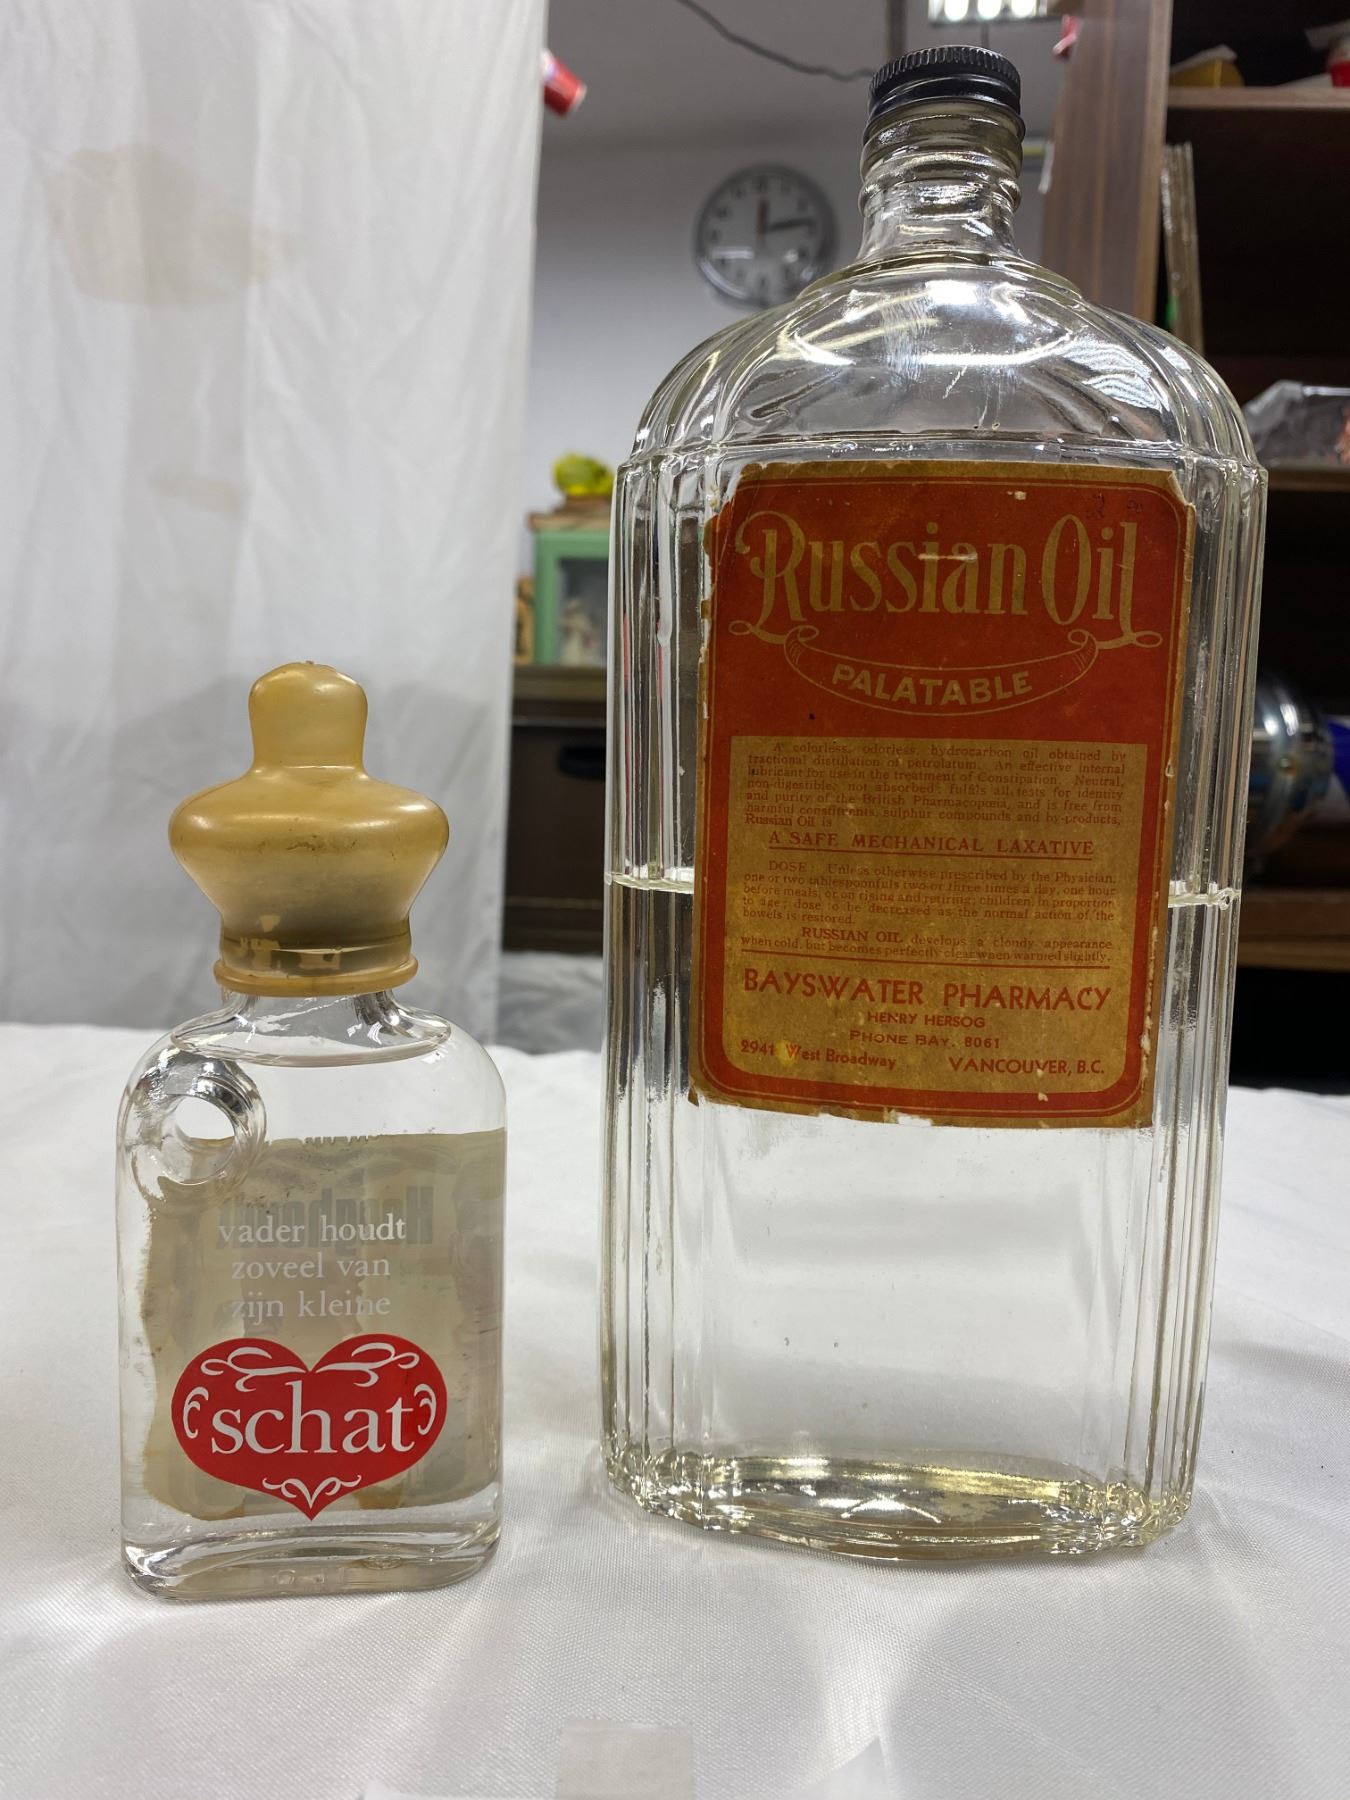 vader houdt
zoveel van
zijn kleine
schat
Russian Oil
PALATABLE
A colorless, odorless, hydrocarbon oil obtained by
fractional distillation of petrolatum. An effective internal
lubricant for use in the treatment of Constipation. Neutral,
non-digestible, not absorbed; fulfils all tests for identity
and purity of the British Pharmacopœia, and is free from
harmful constituents, sulphur compounds and by-products.
Russian Oil is
A SAFE MECHANICAL LAXATIVE
DOSE: Unless otherwise prescribed by the Physician,
one or two tablespoonfuls two or three times a day, one hour
before meals, or on rising and retiring; children, in proportion
to age; dose to be decreased as the normal action of the
bowels is restored.
RUSSIAN OIL develops a cloudy appearance
when cold, but becomes perfectly clear when warmed slightly.
BAYSWATER PHARMACY
HENRY HERSOG
PHONE BAY. 8061
2941 West Broadway VANCOUVER, B.C.